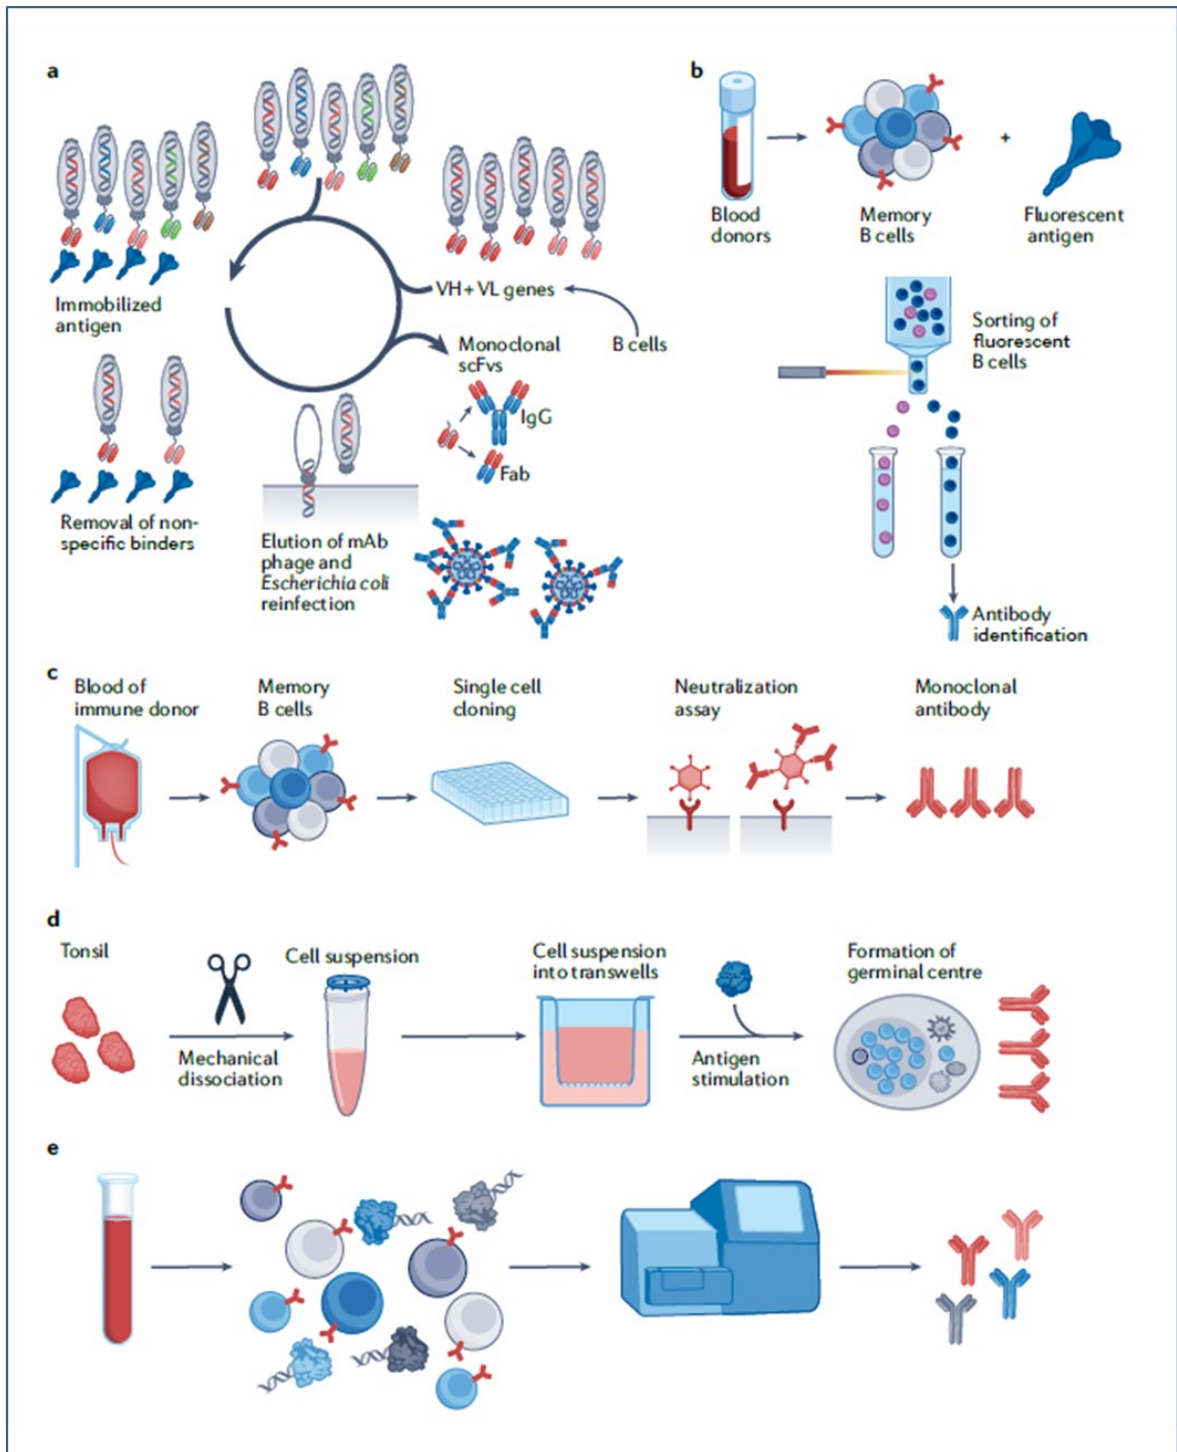 a
Immobilized
antigen
VH + VL genes
B cells
Monoclonal
scFvs
IgG
Fab
Removal of non-
specific binders
Elution of mAb
phage and
Escherichia coli
reinfection
b
Blood
donors
Memory
B cells
+
Fluorescent
antigen
Sorting of
fluorescent
B cells
Antibody
identification
c
Blood of
immune donor
Memory
B cells
Single cell
cloning
Neutralization
assay
Monoclonal
antibody
d
Tonsil
Mechanical
dissociation
Cell suspension
Cell suspension
into transwells
Antigen
stimulation
Formation of
germinal centre
e